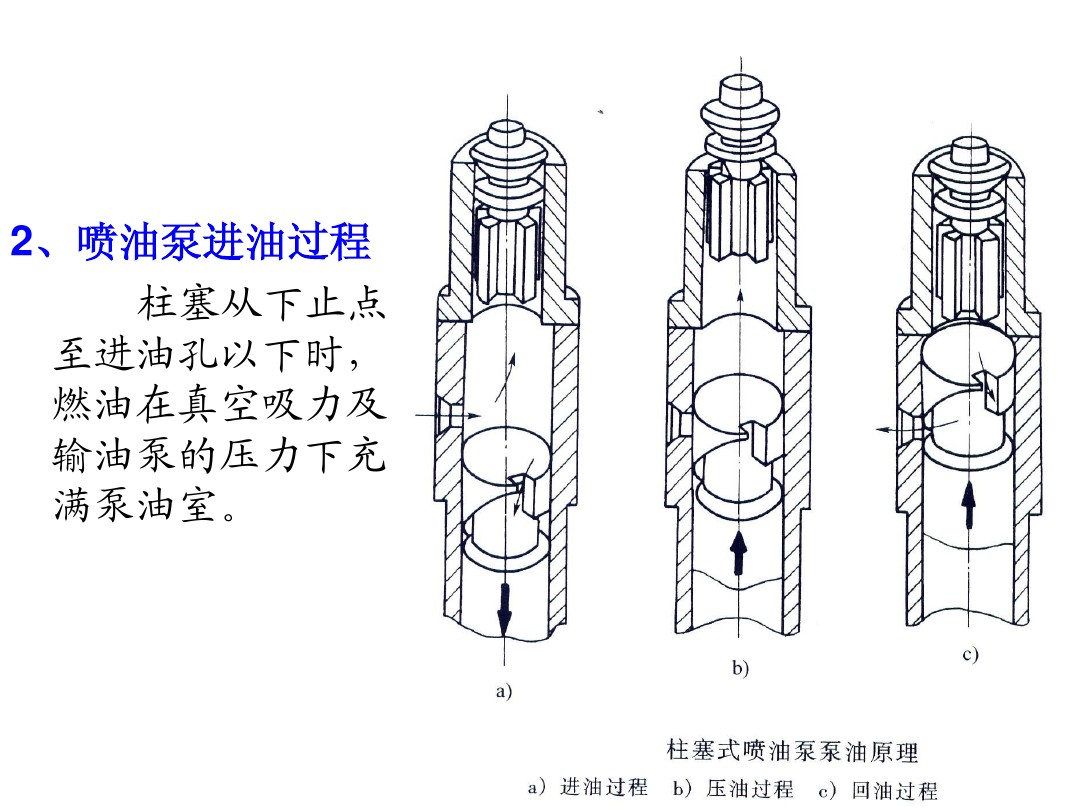 2、喷油泵进油过程
柱塞从下止点
至进油孔以下时，
燃油在真空吸力及
输油泵的压力下充
满泵油室。
a)
b)
c)
柱塞式喷油泵泵油原理
a）进油过程 b）压油过程 c）回油过程